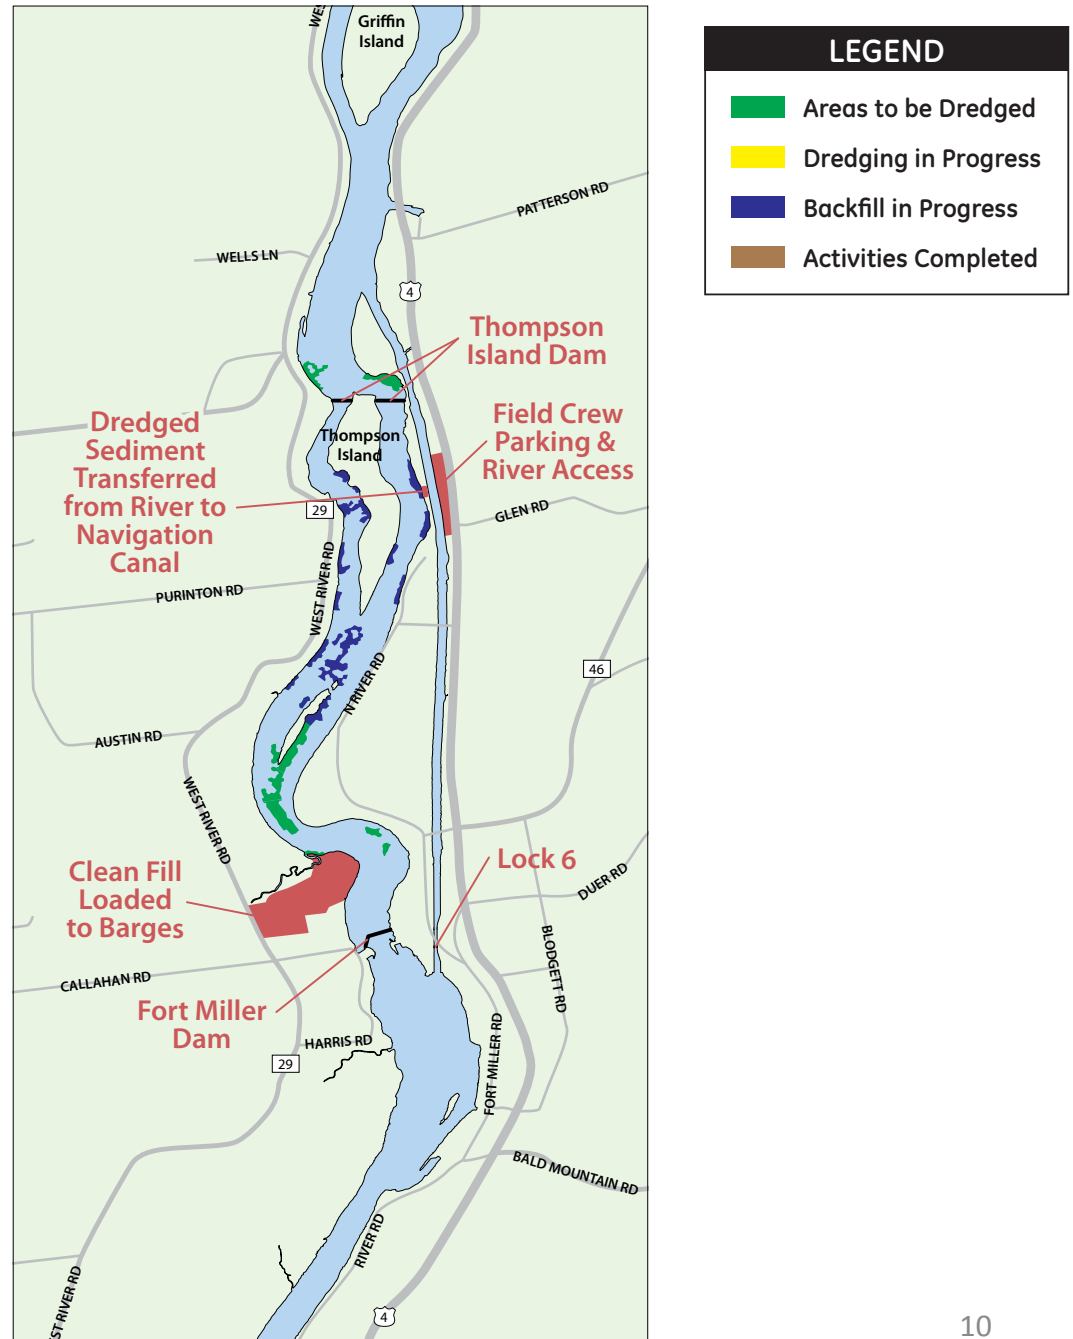 WES
Griffin
Island
LEGEND
Areas to be Dredged
Dredging in Progress
Backfill in Progress
Activities Completed
PATTERSON RD
WELLS LN
4
Thompson
Island Dam
Dredged
Sediment
Transferred
from River to
Navigation
Canal
Thompson
Island
Field Crew
Parking &
River Access
29
GLEN RD
WEST RIVER RD
PURINTON RD
46
N RIVER RD
AUSTIN RD
WEST RIVER RD
Clean Fill
Loaded
to Barges
Lock 6
DUER RD
BLODGETT RD
CALLAHAN RD
Fort Miller
Dam
HARRIS RD
29
FORT MILLER RD
BALD MOUNTAIN RD
RIVER RD
ST RIVER RD
4
10